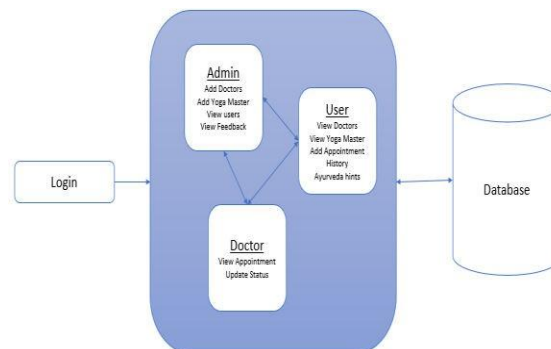 Login
Admin
Add Doctors
Add Yoga Master
View users
View Feedback
User
View Doctors
View Yoga Master
Add Appointment
History
Ayurveda hints
Doctor
View Appointment
Update Status
Database